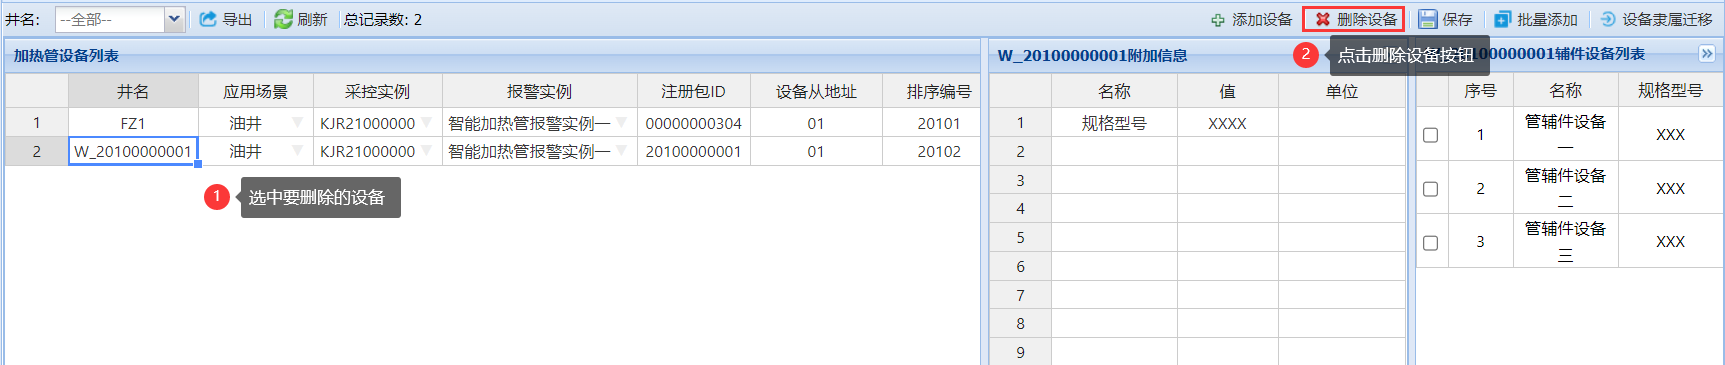 井名: --全部-- 导出 刷新 总记录数: 2 添加设备 删除设备 保存 批量添加 设备隶属迁移
加热管设备列表
井名 应用场景 采控实例 报警实例 注册包ID 设备从地址 排序编号
1 FZ1 油井 KJR21000000 智能加热管报警实例一 00000000304 01 20101
2 W_20100000001 油井 KJR21000000 智能加热管报警实例一 20100000001 01 20102
1 选中要删除的设备
W_20100000001附加信息
2 点击删除设备按钮
名称 值 单位
1 规格型号 XXXX
2
3
4
5
6
7
8
9
00000001辅件设备列表
序号 名称 规格型号
1 管辅件设备一 XXX
2 管辅件设备二 XXX
3 管辅件设备三 XXX